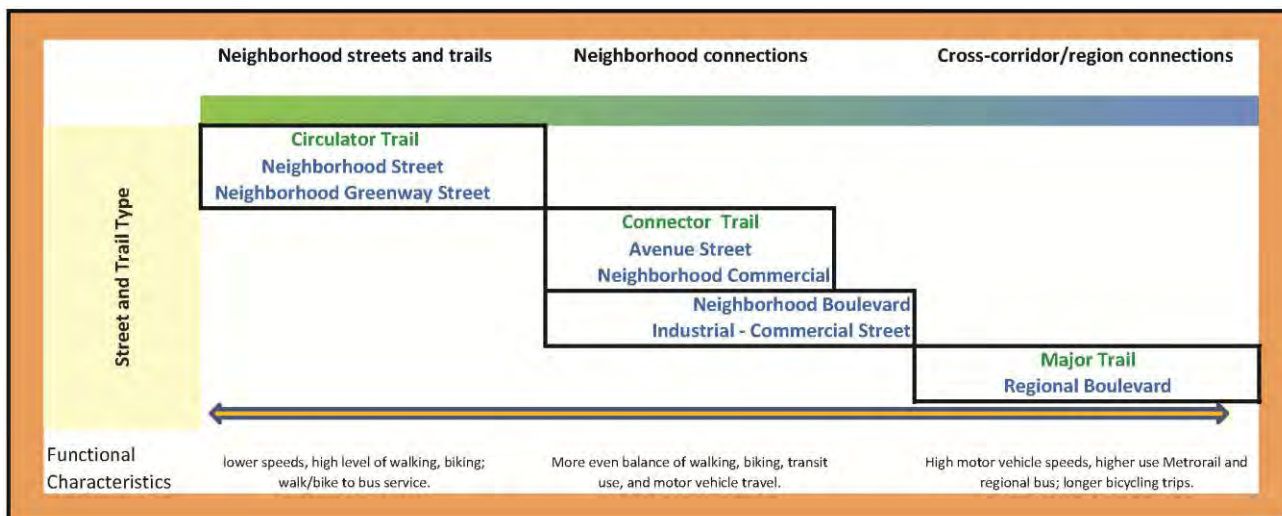 Neighborhood streets and trails
Neighborhood connections
Cross-corridor/region connections
Street and Trail Type
Circulator Trail
Neighborhood Street
Neighborhood Greenway Street
Connector Trail
Avenue Street
Neighborhood Commercial
Neighborhood Boulevard
Industrial - Commercial Street
Major Trail
Regional Boulevard
Functional
Characteristics
lower speeds, high level of walking, biking;
walk/bike to bus service.
More even balance of walking, biking, transit
use, and motor vehicle travel.
High motor vehicle speeds, higher use Metrorail and
regional bus; longer bicycling trips.